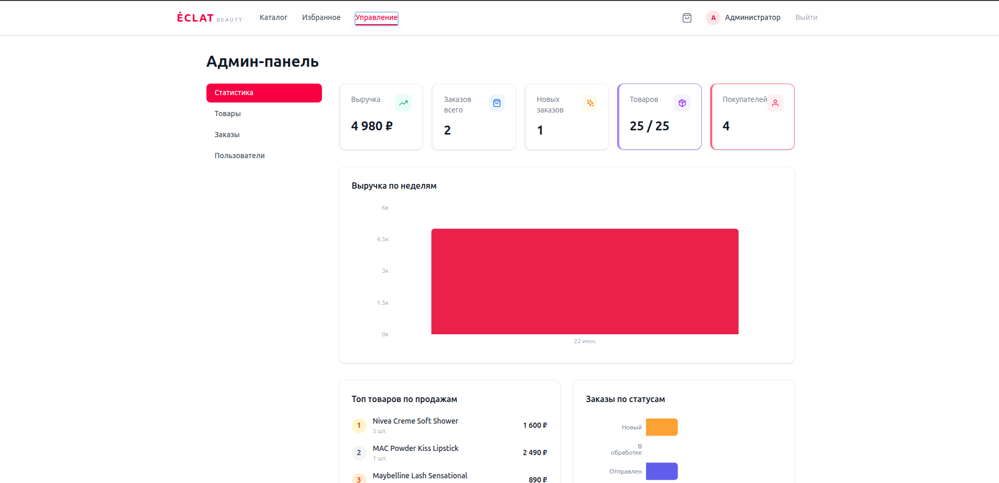 ÉCLAT BEAUTY
Каталог
Избранное
Управление
А
Администратор
Выйти
Админ-панель
Статистика
Товары
Заказы
Пользователи
Выручка
4 980 ₽
Заказов
всего
2
Новых
заказов
1
Товаров
25 / 25
Покупателей
4
Выручка по неделям
6к
4.5к
3к
1.5к
0к
22 июн.
Топ товаров по продажам
1
Nivea Creme Soft Shower
5 шт.
1 600 ₽
2
MAC Powder Kiss Lipstick
1 шт.
2 490 ₽
3
Maybelline Lash Sensational
890 ₽
Заказы по статусам
Новый
В
обработке
Отправлен